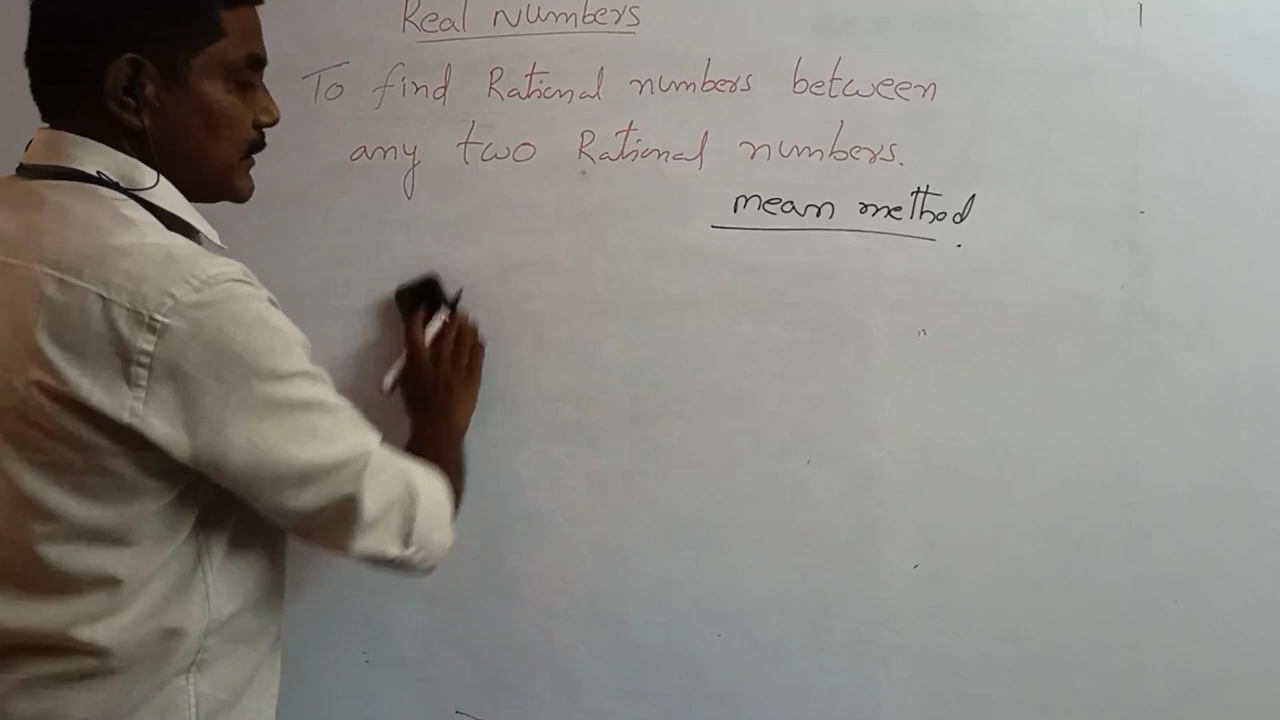 Real Numbers
To find Rational numbers between
any two Rational numbers.
mean method